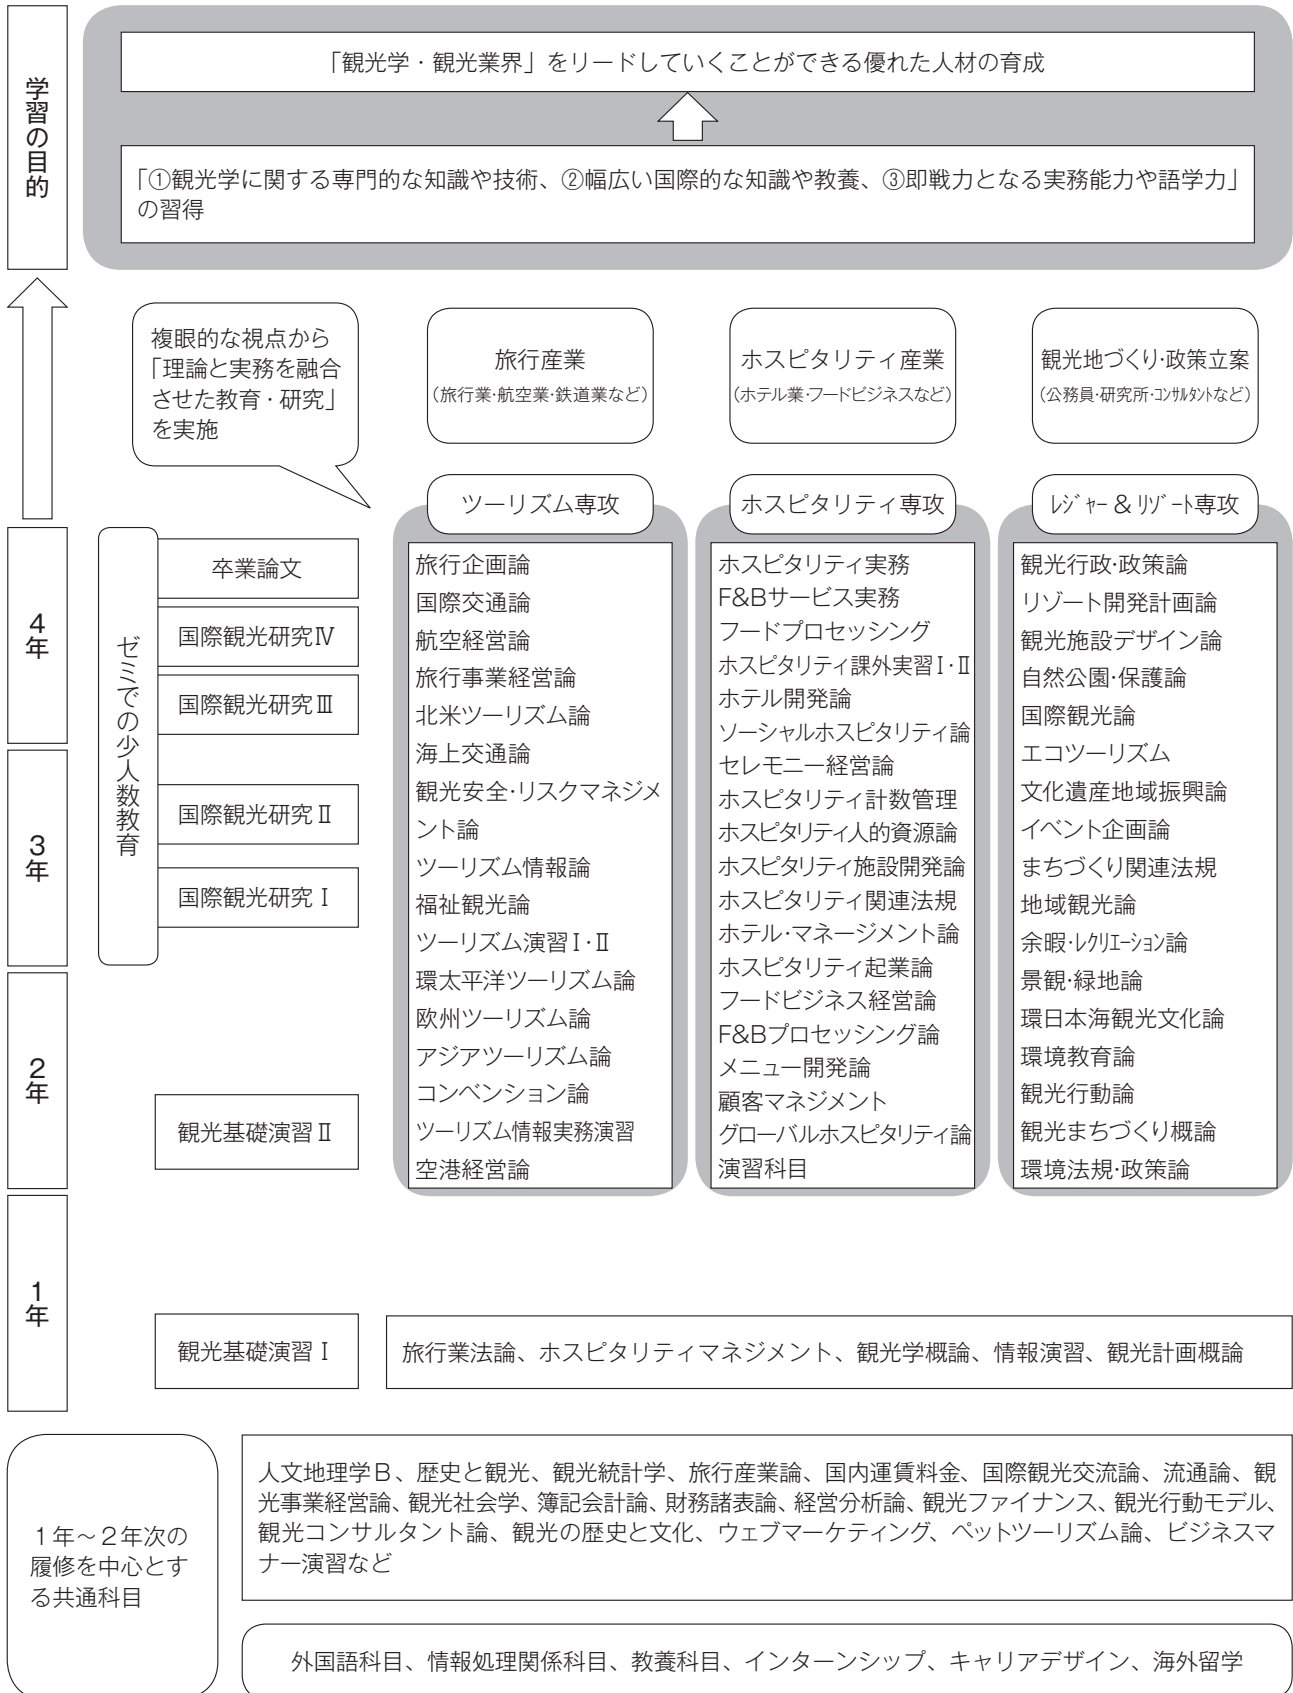 学習の目的
「観光学・観光業界」をリードしていくことができる優れた人材の育成
「①観光学に関する専門的な知識や技術、②幅広い国際的な知識や教養、③即戦力となる実務能力や語学力」
の習得
複眼的な視点から
「理論と実務を融合
させた教育・研究」
を実施
旅行産業
(旅行業・航空業・鉄道業など)
ホスピタリティ産業
(ホテル業・フードビジネスなど)
観光地づくり・政策立案
(公務員・研究所・コンサルタントなど)
ツーリズム専攻
ホスピタリティ専攻
レジャー&リゾート専攻
4年
3年
2年
1年
ゼミでの少人数教育
卒業論文
国際観光研究Ⅳ
国際観光研究Ⅲ
国際観光研究Ⅱ
国際観光研究Ⅰ
観光基礎演習Ⅱ
旅行企画論
国際交通論
航空経営論
旅行事業経営論
北米ツーリズム論
海上交通論
観光安全・リスクマネジメ
ント論
ツーリズム情報論
福祉観光論
ツーリズム演習Ⅰ・Ⅱ
環太平洋ツーリズム論
欧州ツーリズム論
アジアツーリズム論
コンベンション論
ツーリズム情報実務演習
空港経営論
ホスピタリティ実務
F&Bサービス実務
フードプロセッシング
ホスピタリティ課外実習Ⅰ・Ⅱ
ホテル開発論
ソーシャルホスピタリティ論
セレモニー経営論
ホスピタリティ計数管理
ホスピタリティ人的資源論
ホスピタリティ施設開発論
ホスピタリティ関連法規
ホテル・マネージメント論
ホスピタリティ起業論
フードビジネス経営論
F&Bプロセッシング論
メニュー開発論
顧客マネジメント
グローバルホスピタリティ論
演習科目
観光行政・政策論
リゾート開発計画論
観光施設デザイン論
自然公園・保護論
国際観光論
エコツーリズム
文化遺産地域振興論
イベント企画論
まちづくり関連法規
地域観光論
余暇・レクリエーション論
景観・緑地論
環日本海観光文化論
環境教育論
観光行動論
観光まちづくり概論
環境法規・政策論
観光基礎演習Ⅰ
旅行業法論、ホスピタリティマネジメント、観光学概論、情報演習、観光計画概論
1年~2年次の
履修を中心とす
る共通科目
人文地理学B、歴史と観光、観光統計学、旅行産業論、国内運賃料金、国際観光交流論、流通論、観
光事業経営論、観光社会学、簿記会計論、財務諸表論、経営分析論、観光ファイナンス、観光行動モデル、
観光コンサルタント論、観光の歴史と文化、ウェブマーケティング、ペットツーリズム論、ビジネスマ
ナー演習など
外国語科目、情報処理関係科目、教養科目、インターンシップ、キャリアデザイン、海外留学